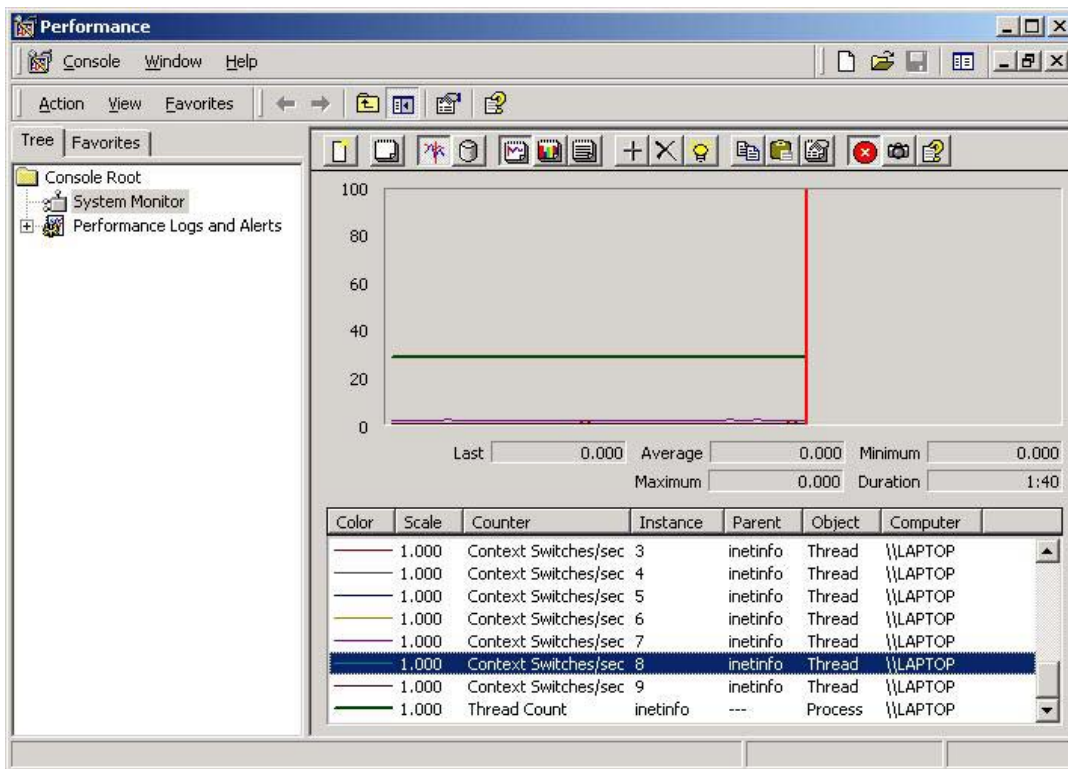 Performance
Console Window Help
Action View Favorites
Tree Favorites
Console Root
System Monitor
Performance Logs and Alerts
100
80
60
40
20
0
Last 0.000 Average 0.000 Minimum 0.000
Maximum 0.000 Duration 1:40
Color Scale Counter Instance Parent Object Computer
1.000 Context Switches/sec 3 inetinfo Thread \\LAPTOP
1.000 Context Switches/sec 4 inetinfo Thread \\LAPTOP
1.000 Context Switches/sec 5 inetinfo Thread \\LAPTOP
1.000 Context Switches/sec 6 inetinfo Thread \\LAPTOP
1.000 Context Switches/sec 7 inetinfo Thread \\LAPTOP
1.000 Context Switches/sec 8 inetinfo Thread \\LAPTOP
1.000 Context Switches/sec 9 inetinfo Thread \\LAPTOP
1.000 Thread Count inetinfo --- Process \\LAPTOP